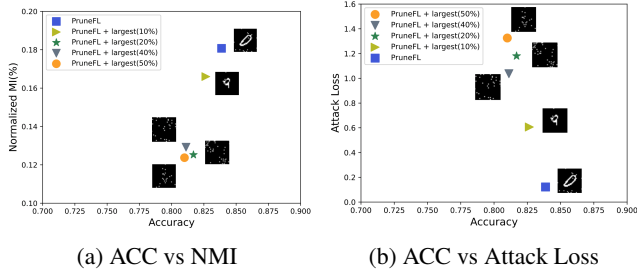 PruneFL
PruneFL + largest(10%)
PruneFL + largest(20%)
PruneFL + largest(40%)
PruneFL + largest(50%)
Normalized MI(%)
0.20
0.18
0.16
0.14
0.12
0.10
0.700 0.725 0.750 0.775 0.800 0.825 0.850 0.875 0.900
Accuracy
(a) ACC vs NMI
PruneFL + largest(50%)
PruneFL + largest(40%)
PruneFL + largest(20%)
PruneFL + largest(10%)
PruneFL
Attack Loss
1.6
1.4
1.2
1.0
0.8
0.6
0.4
0.2
0.0
0.700 0.725 0.750 0.775 0.800 0.825 0.850 0.875 0.900
Accuracy
(b) ACC vs Attack Loss